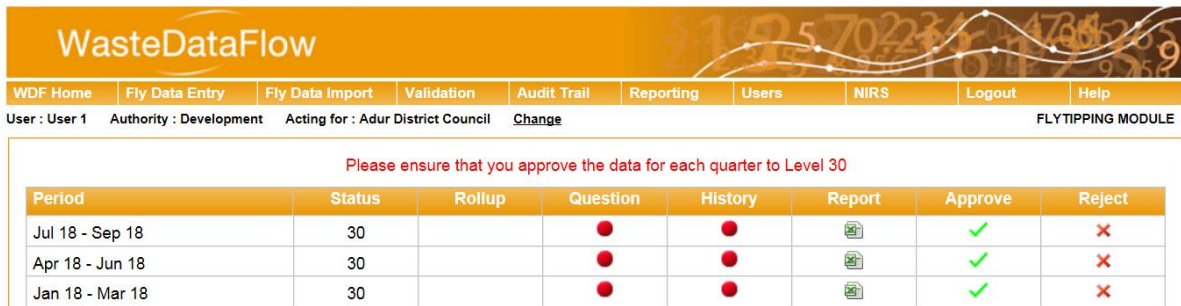 WasteDataFlow
WDF Home Fly Data Entry Fly Data Import Validation Audit Trail Reporting Users NIRS Logout Help
User : User 1 Authority : Development Acting for : Adur District Council Change FLYTIPPING MODULE
Please ensure that you approve the data for each quarter to Level 30
Period Status Rollup Question History Report Approve Reject
Jul 18 - Sep 18 30
Apr 18 - Jun 18 30
Jan 18 - Mar 18 30